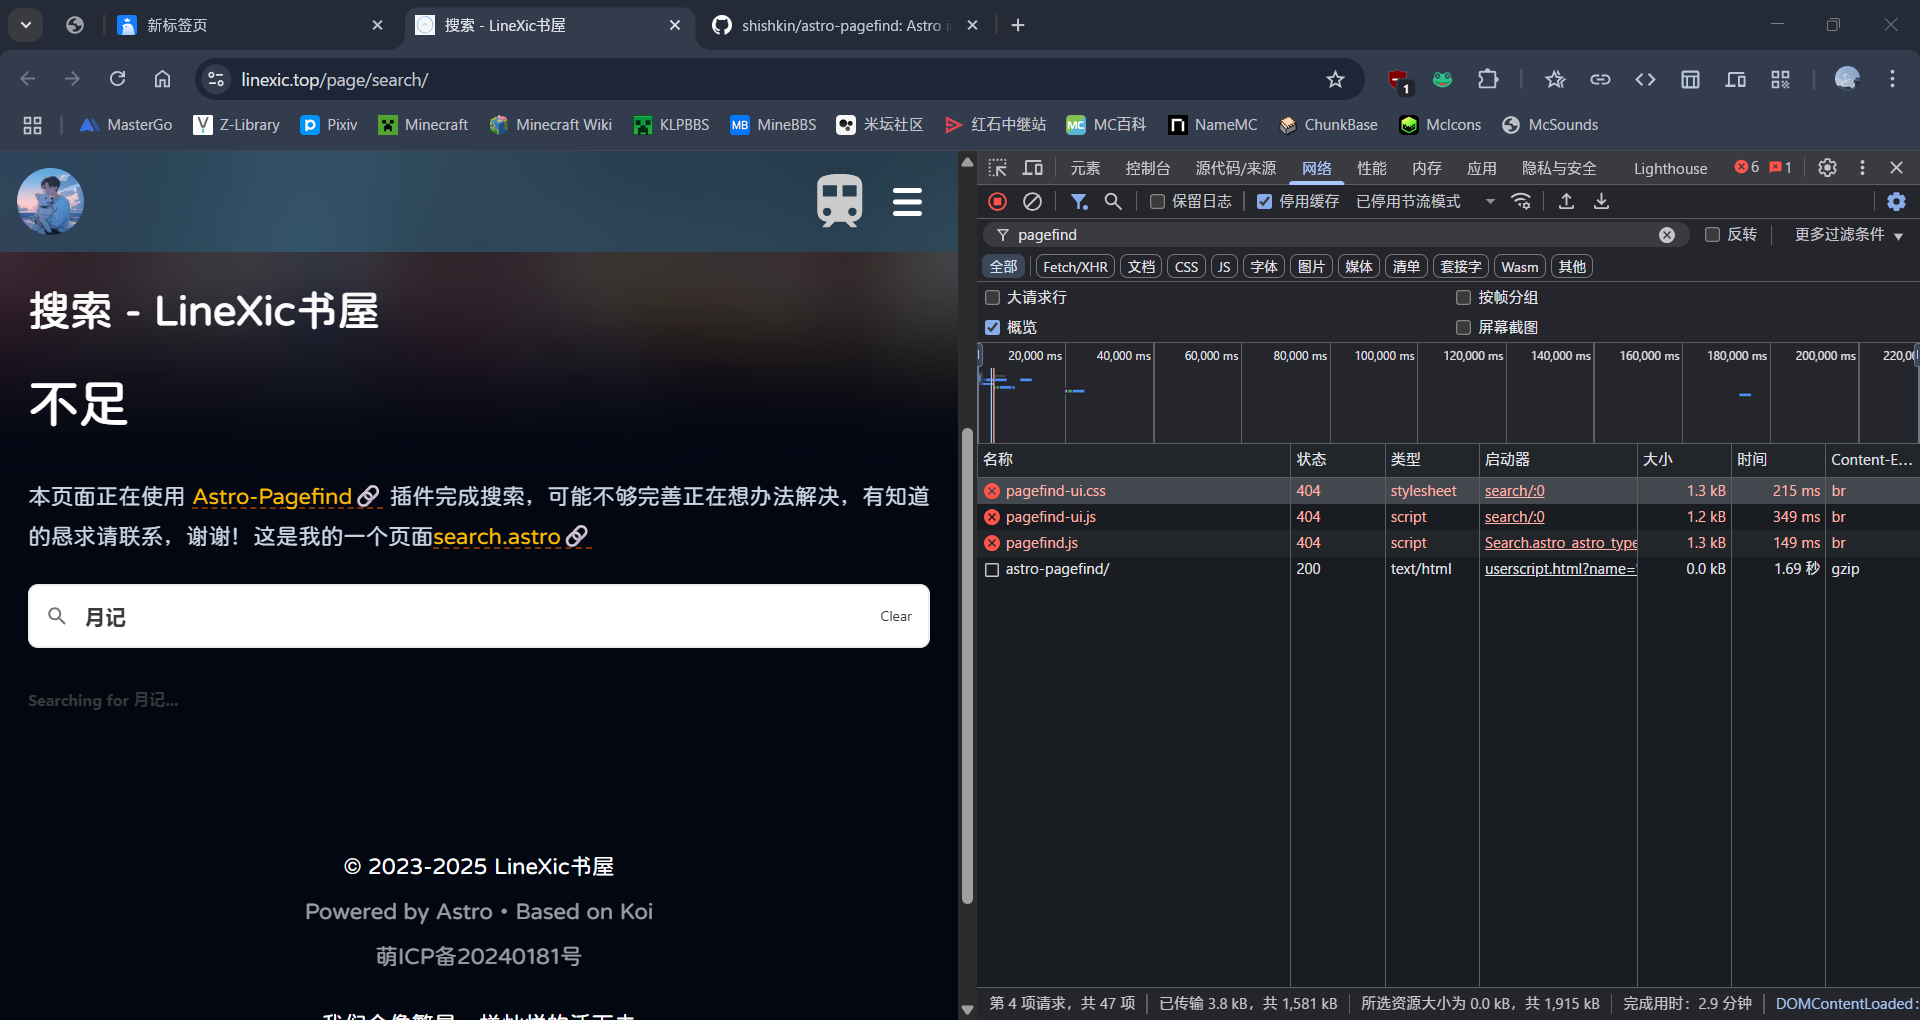 新标签页
搜索 - LineXic书屋
shishkin/astro-pagefind: Astro i
linexic.top/page/search/
1
MasterGo
Z-Library
Pixiv
Minecraft
Minecraft Wiki
KLPBBS
MB MineBBS
米坛社区
红石中继站
MC MC百科
NameMC
ChunkBase
McIcons
McSounds
搜索 - LineXic书屋
不足
本页面正在使用 Astro-Pagefind 插件完成搜索，可能不够完善正在想办法解决，有知道
的恳求请联系，谢谢！这是我的一个页面search.astro
月记
Clear
Searching for 月记...
© 2023-2025 LineXic书屋
Powered by Astro • Based on Koi
萌ICP备20240181号
元素 控制台 源代码/来源 网络 性能 内存 应用 隐私与安全 Lighthouse 6 1
保留日志 停用缓存 已停用节流模式
pagefind 反转 更多过滤条件
全部 Fetch/XHR 文档 CSS JS 字体 图片 媒体 清单 套接字 Wasm 其他
大请求行 按帧分组
概览 屏幕截图
20,000 ms 40,000 ms 60,000 ms 80,000 ms 100,000 ms 120,000 ms 140,000 ms 160,000 ms 180,000 ms 200,000 ms 220,0
名称 状态 类型 启动器 大小 时间 Content-E...
pagefind-ui.css 404 stylesheet search/:0 1.3 kB 215 ms br
pagefind-ui.js 404 script search/:0 1.2 kB 349 ms br
pagefind.js 404 script Search.astro_astro_type 1.3 kB 149 ms br
astro-pagefind/ 200 text/html userscript.html?name= 0.0 kB 1.69 秒 gzip
第 4 项请求，共 47 项 已传输 3.8 kB，共 1,581 kB 所选资源大小为 0.0 kB，共 1,915 kB 完成用时：2.9 分钟 DOMContentLoaded: